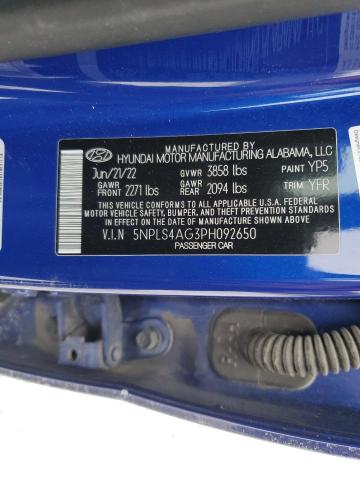 MANUFACTURED BY
HYUNDAI MOTOR MANUFACTURING ALABAMA, LLC
Jun/21/22 GVWR 3858 lbs PAINT YP5
GAWR FRONT 2271 lbs GAWR REAR 2094 lbs TRIM YFR
THIS VEHICLE CONFORMS TO ALL APPLICABLE U.S.A. FEDERAL
MOTOR VEHICLE SAFETY, BUMPER, AND THEFT PREVENTION
STANDARDS IN EFFECT ON THE DATE OF MANUFACTURE SHOWN ABOVE.
V.I.N 5NPLS4AG3PH092650
PASSENGER CAR